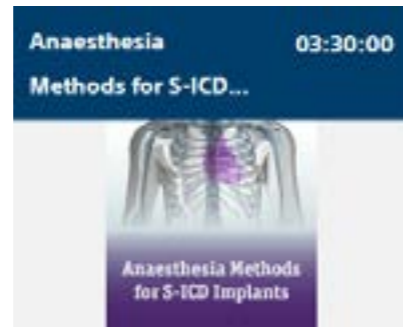 Anaesthesia 03:30:00
Methods for S-ICD...
Anaesthesia Methods
for S-ICD Implants